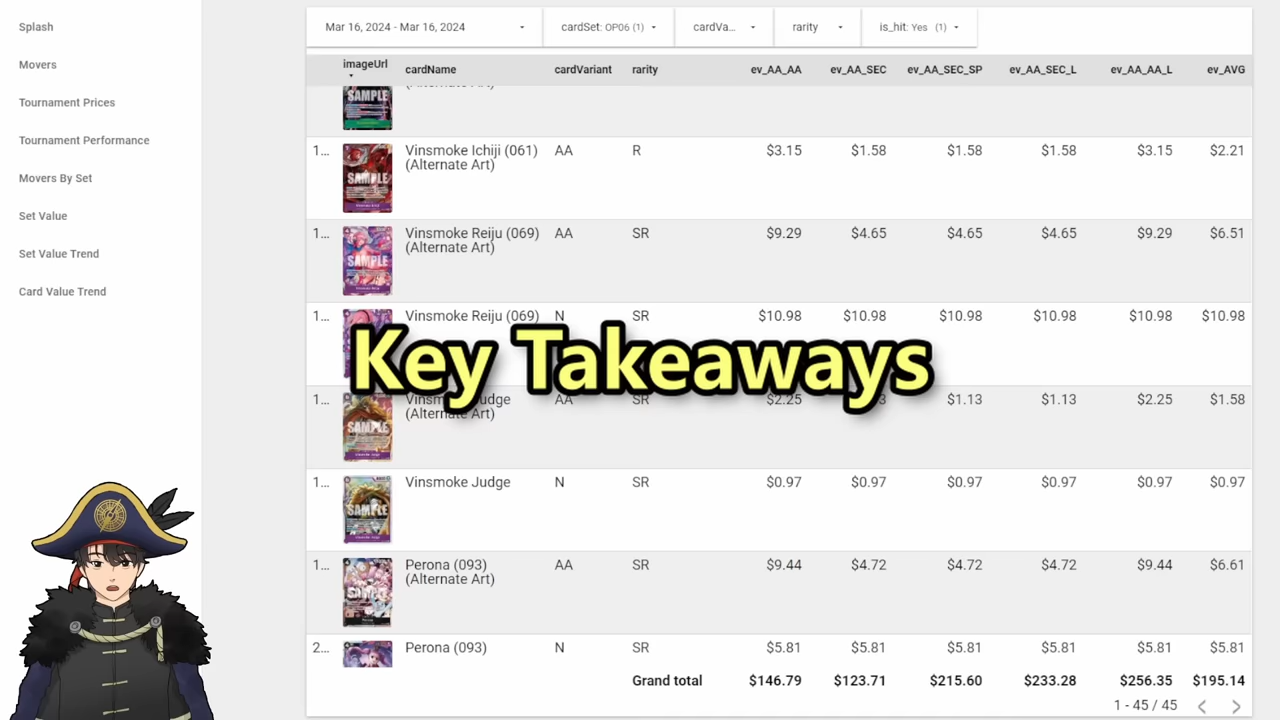 Splash
Movers
Tournament Prices
Tournament Performance
Movers By Set
Set Value
Set Value Trend
Card Value Trend
Mar 16, 2024 - Mar 16, 2024
cardSet: OP06 (1)
cardVa...
rarity
is_hit: Yes (1)
imageUrl cardName cardVariant rarity ev_AA_AA ev_AA_SEC ev_AA_SEC_SP ev_AA_SEC_L ev_AA_AA_L ev_AVG
SAMPLE
1... Vinsmoke Ichiji (061) AA R $3.15 $1.58 $1.58 $1.58 $3.15 $2.21
(Alternate Art)
SAMPLE
1... Vinsmoke Reiju (069) AA SR $9.29 $4.65 $4.65 $4.65 $9.29 $6.51
(Alternate Art)
SAMPLE
1... Vinsmoke Reiju (069) N SR $10.98 $10.98 $10.98 $10.98 $10.98 $10.98
Key Takeaways
1... AA SR $2.25 $1.13 $1.13 $2.25 $1.58
(Alternate Art)
SAMPLE
1... Vinsmoke Judge N SR $0.97 $0.97 $0.97 $0.97 $0.97 $0.97
SAMPLE
1... Perona (093) AA SR $9.44 $4.72 $4.72 $4.72 $9.44 $6.61
(Alternate Art)
SAMPLE
2... Perona (093) N SR $5.81 $5.81 $5.81 $5.81 $5.81 $5.81
Grand total $146.79 $123.71 $215.60 $233.28 $256.35 $195.14
1 - 45 / 45